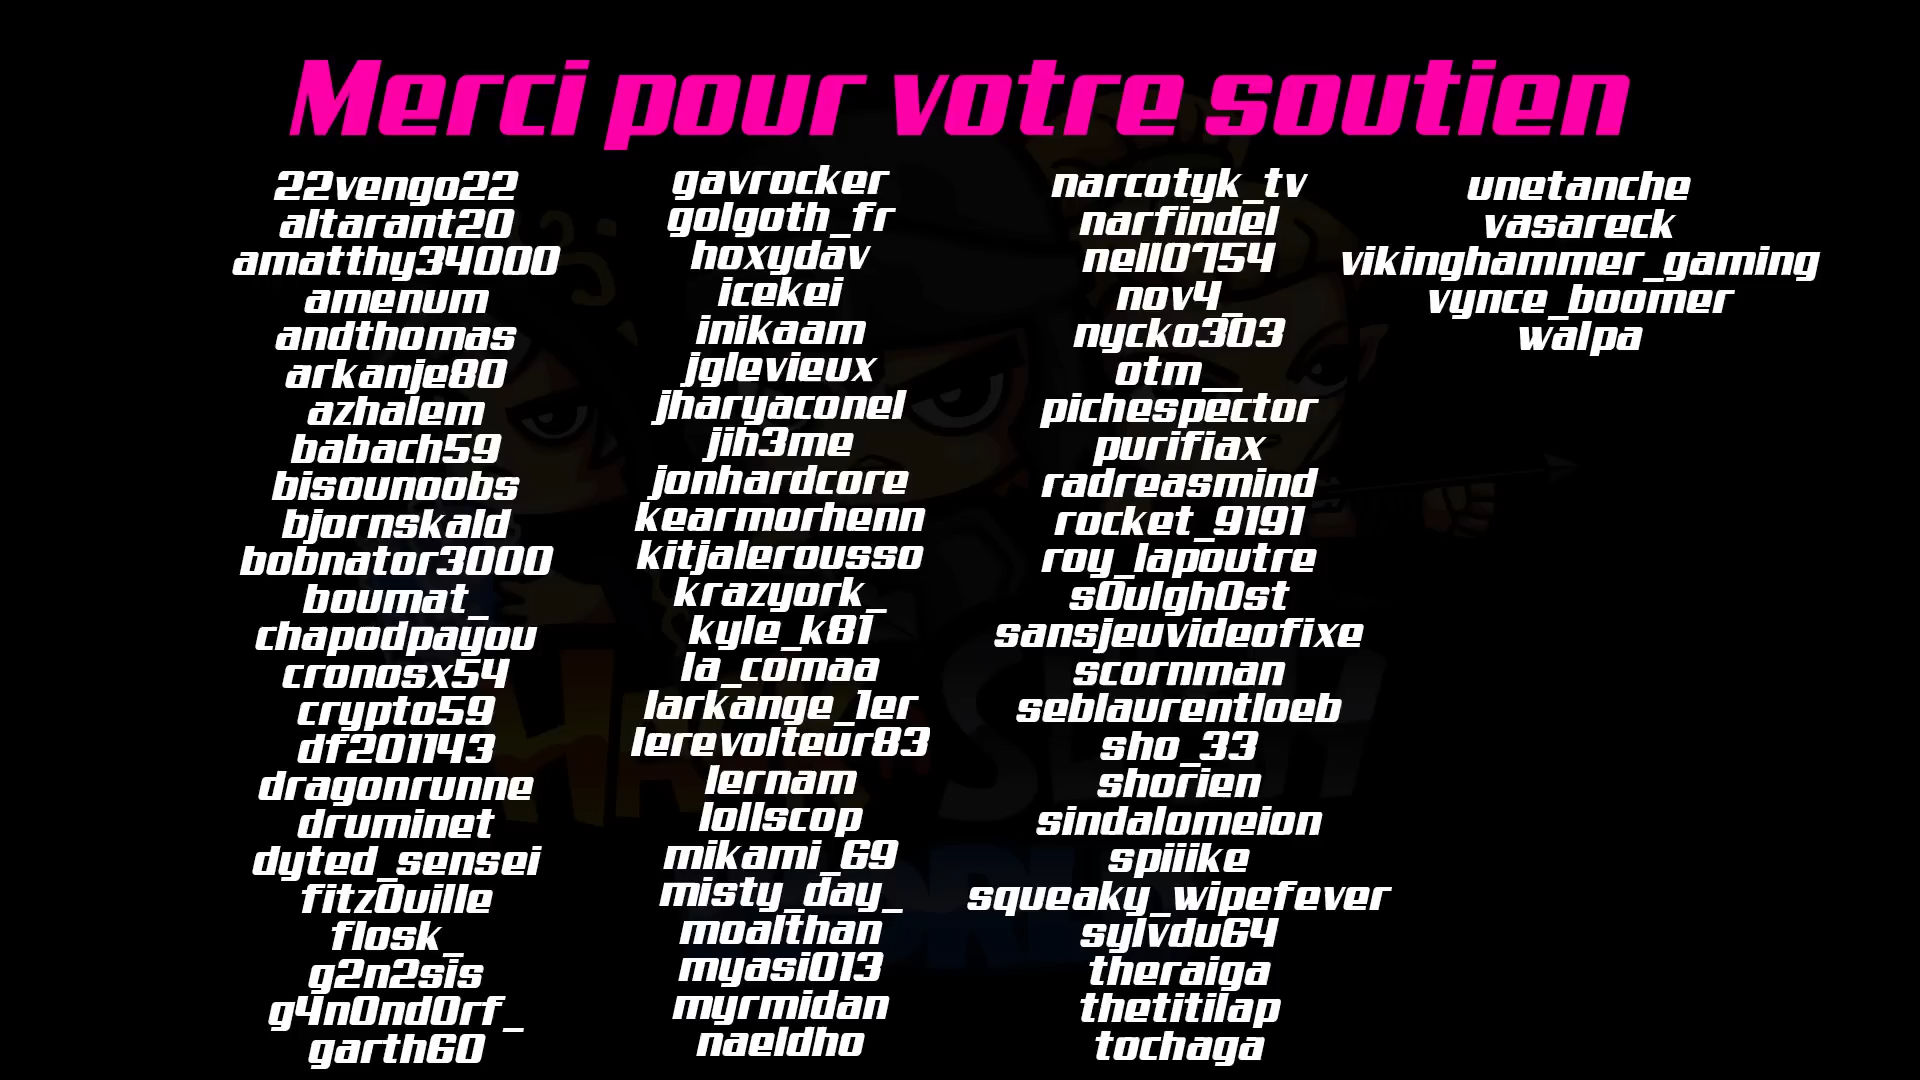 Merci pour votre soutien
22vengo22
altarant20
amatthy34000
amenum
andthomas
arkanje80
azhalem
babach59
bisounoobs
bjornskald
bobnator3000
boumat_
chapodpayou
cronosx54
crypto59
df201143
dragonrunne
druminet
dyted_sensei
fitz0uille
flosk_
g2n2sis
g4n0nd0rf_
garth60
gavrocker
golgoth_fr
hoxydav
icekei
inikaam
jglevieux
jharyaconel
jih3me
jonhardcore
kearmorhenn
kitjalerousso
krazyork_
kyle_k81
la_comaa
larkange_1er
lerevolteur83
lernam
lollscop
mikami_69
misty_day_
moalthan
myasi013
myrmidan
naeldho
narcotyk_tv
narfindel
nell0754
nov4_
nycko303
otm__
pichespector
purifiax
radreasmind
rocket_9191
roy_lapoutre
s0ulgh0st
sansjeuvideofixe
scornman
seblaurentloeb
sho_33
shorien
sindalomeion
spiiike
squeaky_wipefever
sylvdu64
theraiga
thetitilap
tochaga
unetanche
vasareck
vikinghammer_gaming
vynce_boomer
walpa